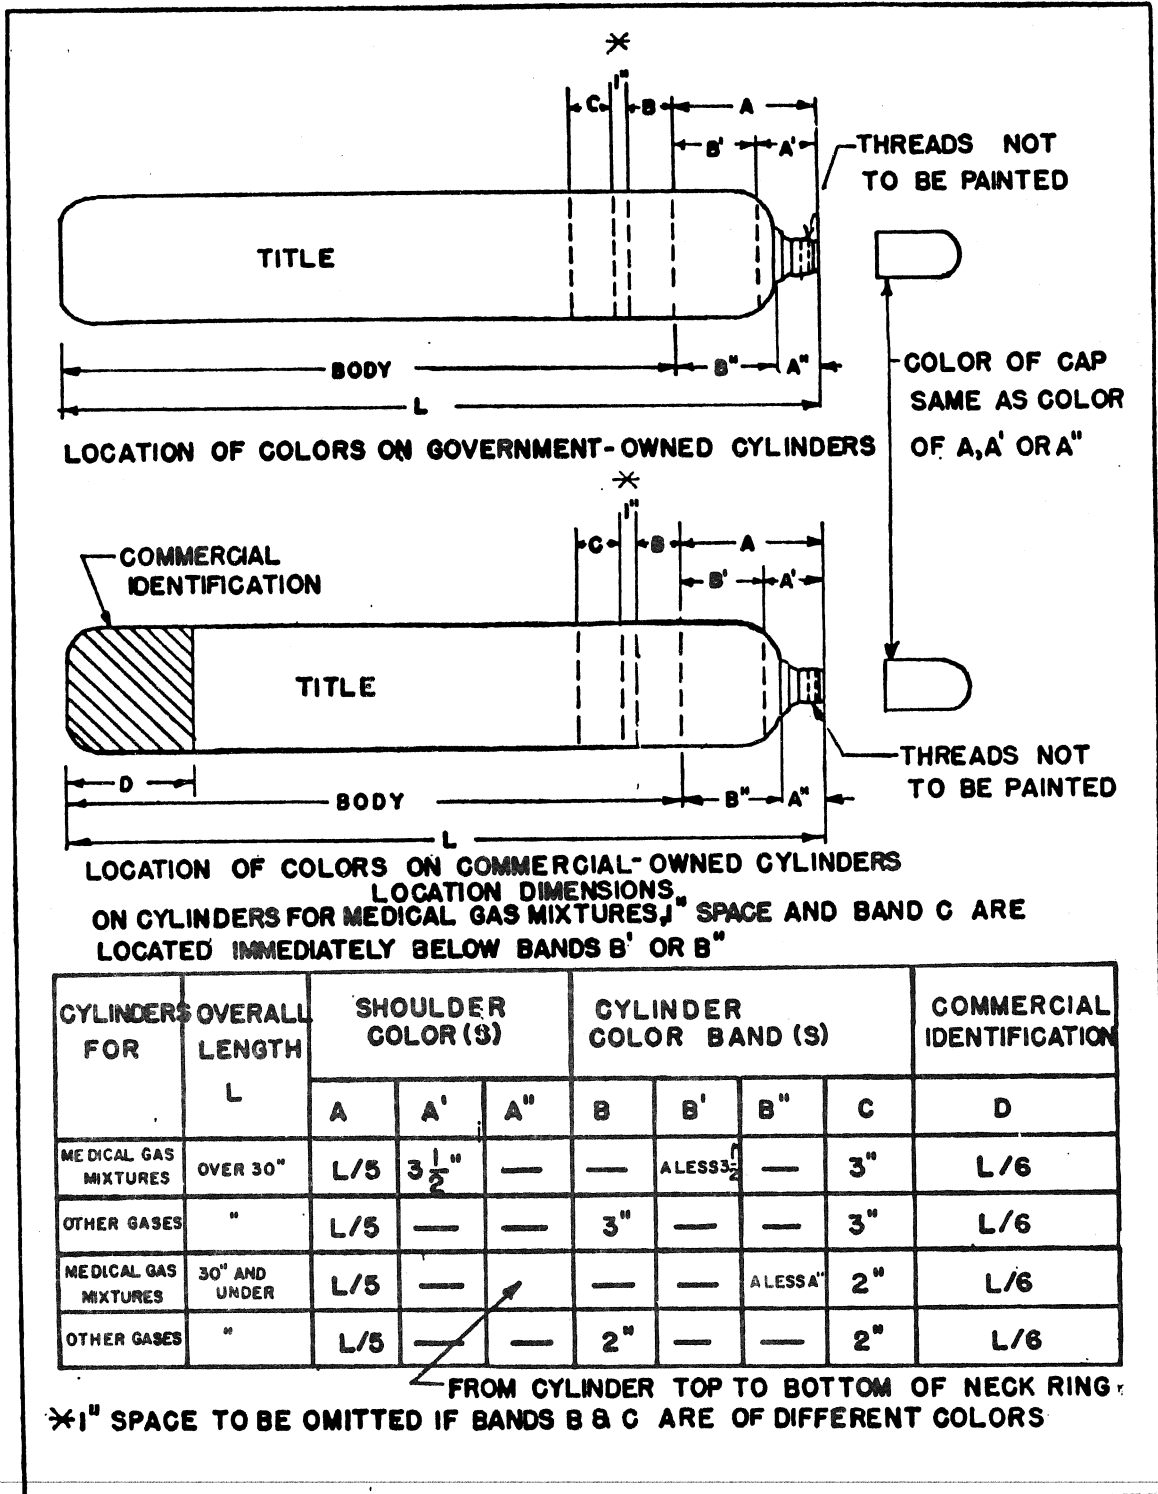 *
1"
C B A
B' A'
THREADS NOT
TO BE PAINTED
TITLE
BODY B" A"
L
COLOR OF CAP
SAME AS COLOR
OF A, A' OR A"
LOCATION OF COLORS ON GOVERNMENT-OWNED CYLINDERS
*
1"
C B A
B' A'
COMMERCIAL
IDENTIFICATION
TITLE
THREADS NOT
TO BE PAINTED
D
BODY B" A"
L
LOCATION OF COLORS ON COMMERCIAL-OWNED CYLINDERS
LOCATION DIMENSIONS
ON CYLINDERS FOR MEDICAL GAS MIXTURES, 1" SPACE AND BAND C ARE
LOCATED IMMEDIATELY BELOW BANDS B' OR B"
CYLINDERS
FOR
OVERALL
LENGTH
L
SHOULDER
COLOR (S)
CYLINDER
COLOR BAND (S)
COMMERCIAL
IDENTIFICATION
A A' A" B B' B" C D
MEDICAL GAS
MIXTURES
OVER 30" L/5 3 1/2" — — A LESS 3 1/2 — 3" L/6
OTHER GASES " L/5 — — 3" — — 3" L/6
MEDICAL GAS
MIXTURES
30" AND
UNDER
L/5 — — — A LESS A" 2" L/6
OTHER GASES " L/5 — — 2" — — 2" L/6
FROM CYLINDER TOP TO BOTTOM OF NECK RING
*1" SPACE TO BE OMITTED IF BANDS B & C ARE OF DIFFERENT COLORS